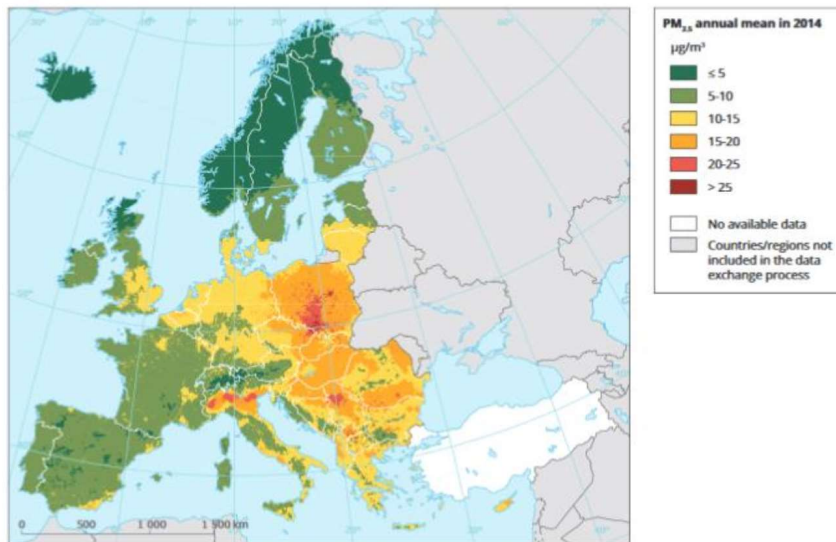 PM2.5 annual mean in 2014
µg/m³
≤ 5
5-10
10-15
15-20
20-25
> 25
No available data
Countries/regions not
included in the data
exchange process
0 500 1 000 1 500 km